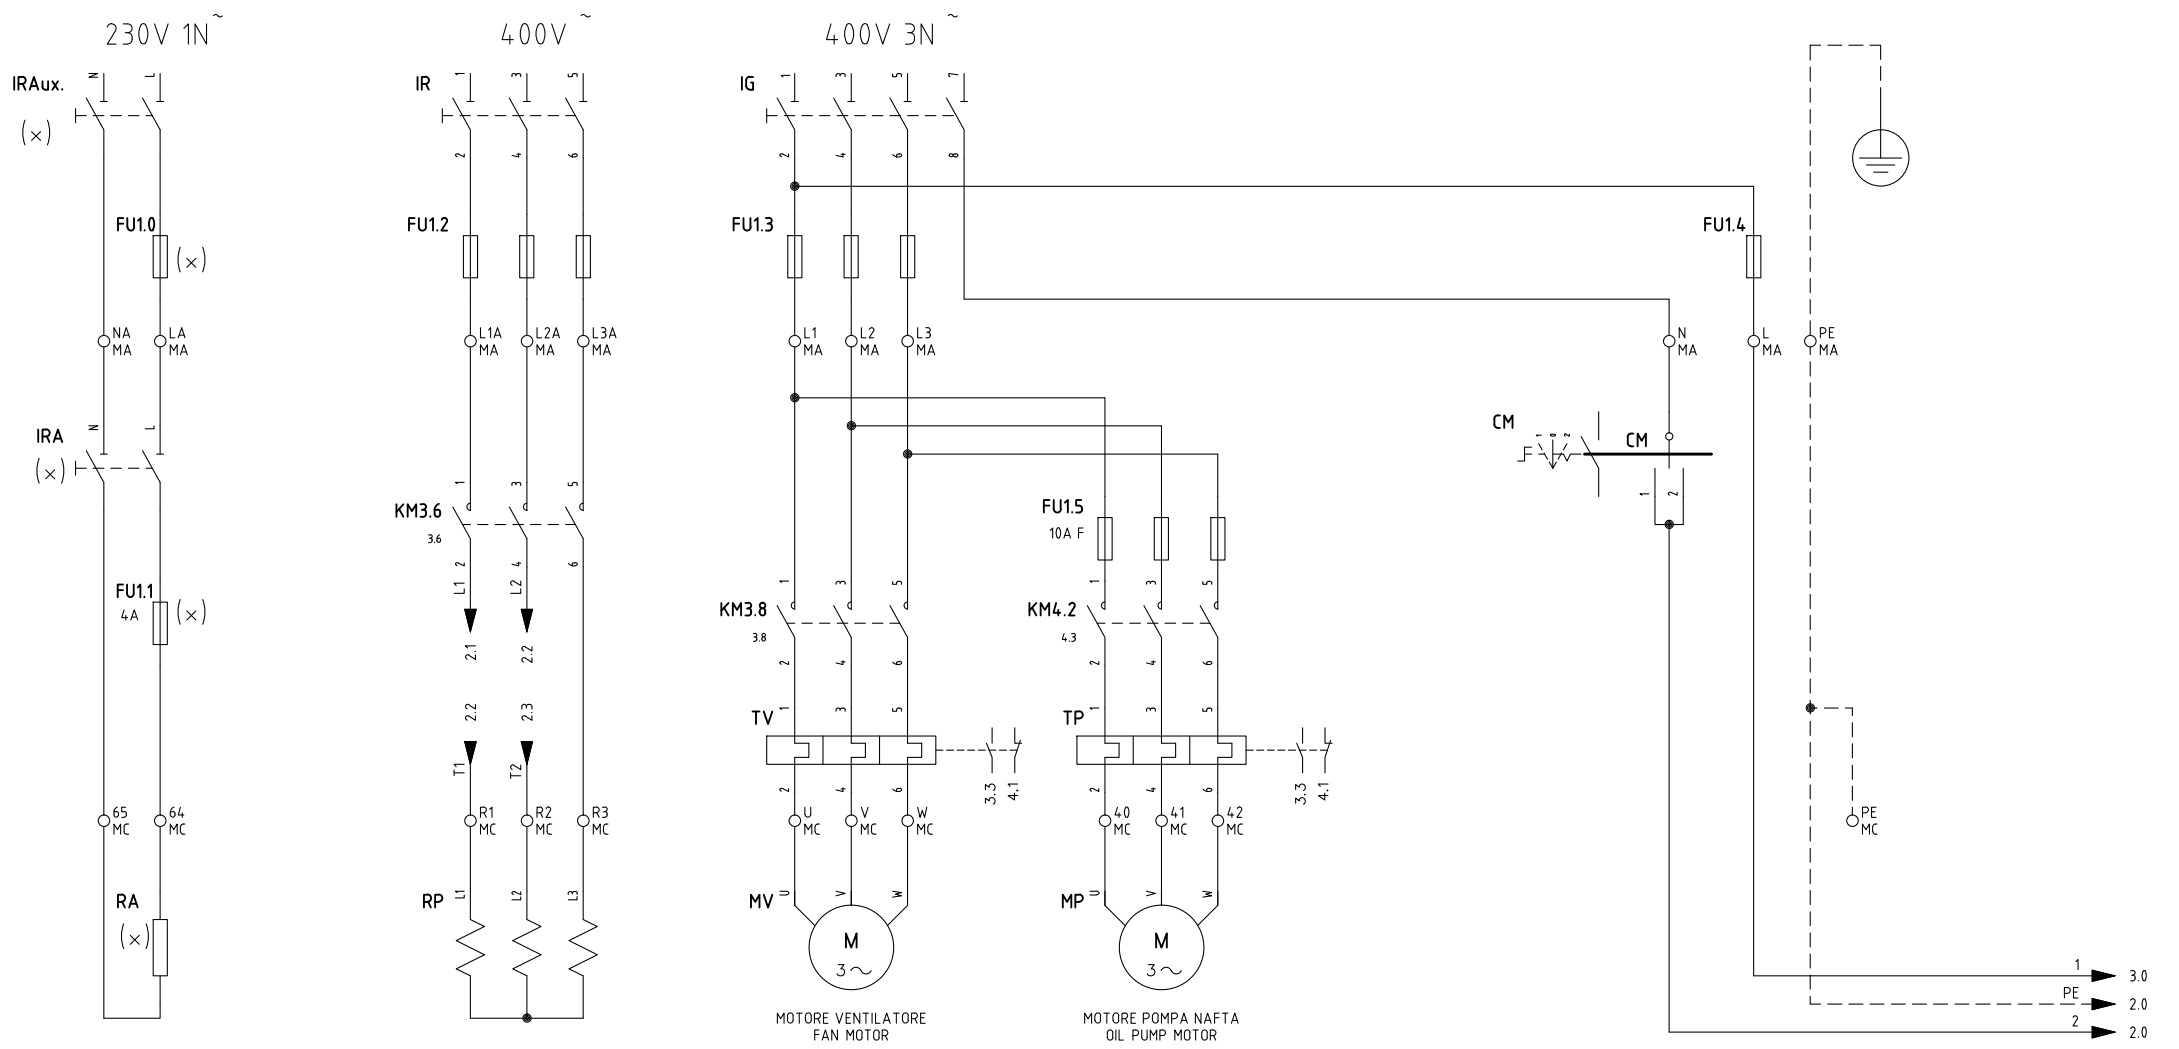 230V 1N~
400V ~
400V 3N ~
IRAux.
N
L
(x)
IR
1
3
5
2
4
6
IG
1
3
5
7
2
4
6
8
FU1.0
(x)
FU1.2
FU1.3
FU1.4
NA
MA
LA
MA
L1A
MA
L2A
MA
L3A
MA
L1
MA
L2
MA
L3
MA
N
MA
L
MA
PE
MA
IRA
(x)
N
L
CM
1
0
2
CM
1
2
KM3.6
3.6
1
3
5
2
4
6
L1
L2
2.1
2.2
FU1.5
10A F
FU1.1
4A
(x)
KM3.8
3.8
1
3
5
2
4
6
KM4.2
4.3
1
3
5
2
4
6
2.2
2.3
T1
T2
TV
1
3
5
2
4
6
3.3
4.1
TP
1
3
5
2
4
6
3.3
4.1
65
MC
64
MC
R1
MC
R2
MC
R3
MC
U
MC
V
MC
W
MC
40
MC
41
MC
42
MC
PE
MC
RA
(x)
RP
L1
L2
L3
MV
U
V
W
M
3~
MP
U
V
W
M
3~
MOTORE VENTILATORE
FAN MOTOR
MOTORE POMPA NAFTA
OIL PUMP MOTOR
1
3.0
PE
2.0
2
2.0